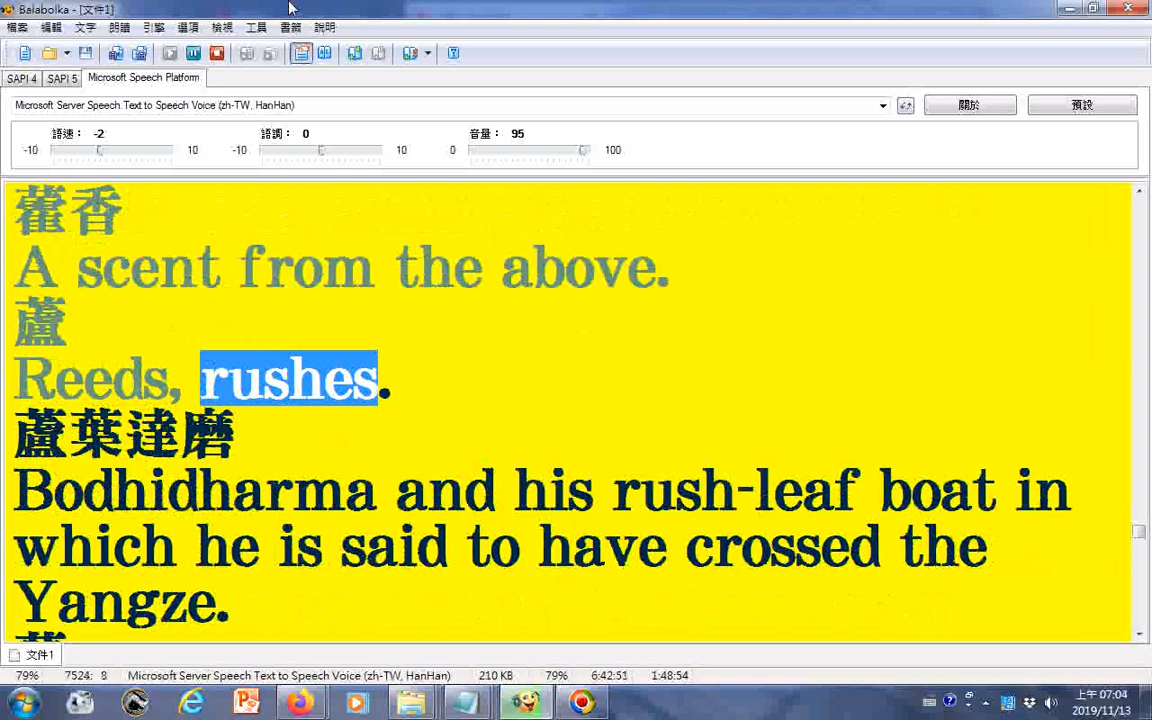 Balabolka - [文件1]
檔案 編輯 文字 朗讀 引擎 選項 檢視 工具 書籤 說明
SAPI 4 SAPI 5 Microsoft Speech Platform
Microsoft Server Speech Text to Speech Voice (zh-TW, HanHan) 關於 預設
語速： -2 語調： 0 音量： 95
-10 10 -10 10 0 100
藿香
A scent from the above.
蘆
Reeds, rushes.
蘆葉達磨
Bodhidharma and his rush-leaf boat in
which he is said to have crossed the
Yangze.
文件1
79% 7524: 8 Microsoft Server Speech Text to Speech Voice (zh-TW, HanHan) 210 KB 79% 6:42:51 1:48:54
上午 07:04
2019/11/13